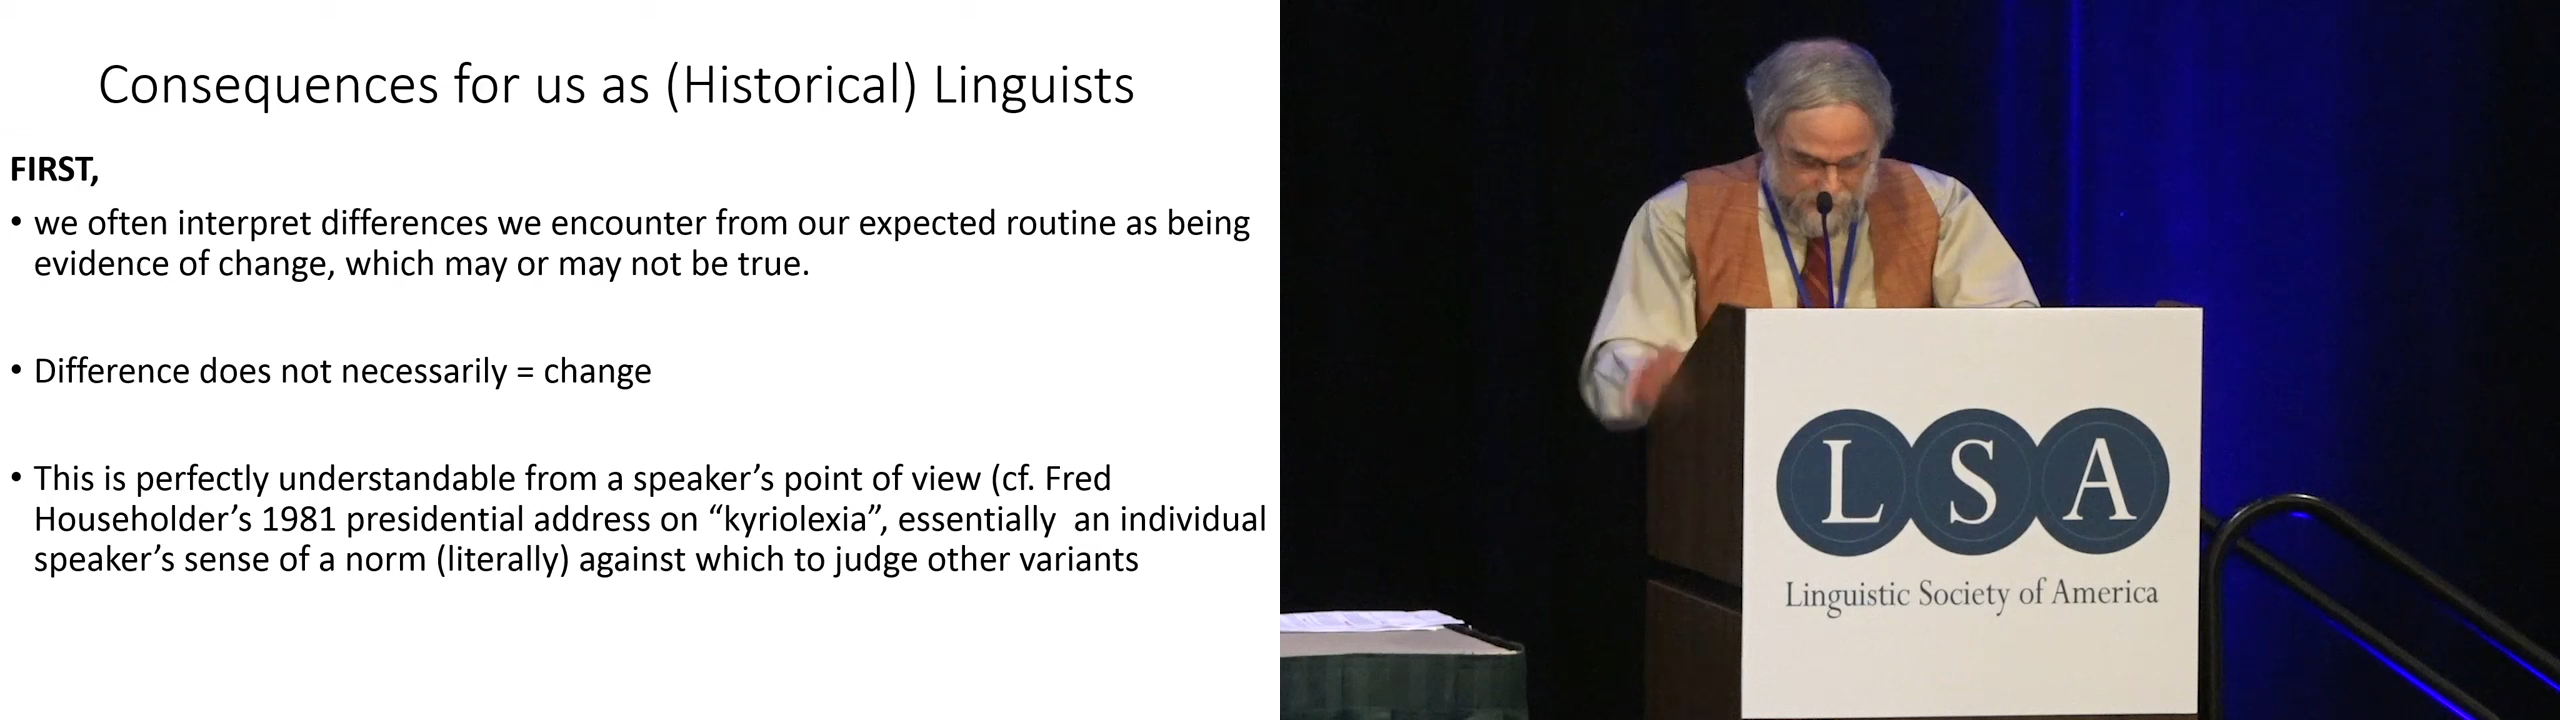 Consequences for us as (Historical) Linguists
FIRST,
• we often interpret differences we encounter from our expected routine as being
evidence of change, which may or may not be true.
• Difference does not necessarily = change
• This is perfectly understandable from a speaker’s point of view (cf. Fred
Householder’s 1981 presidential address on “kyriolexia”, essentially  an individual
speaker’s sense of a norm (literally) against which to judge other variants
L S A
Linguistic Society of America